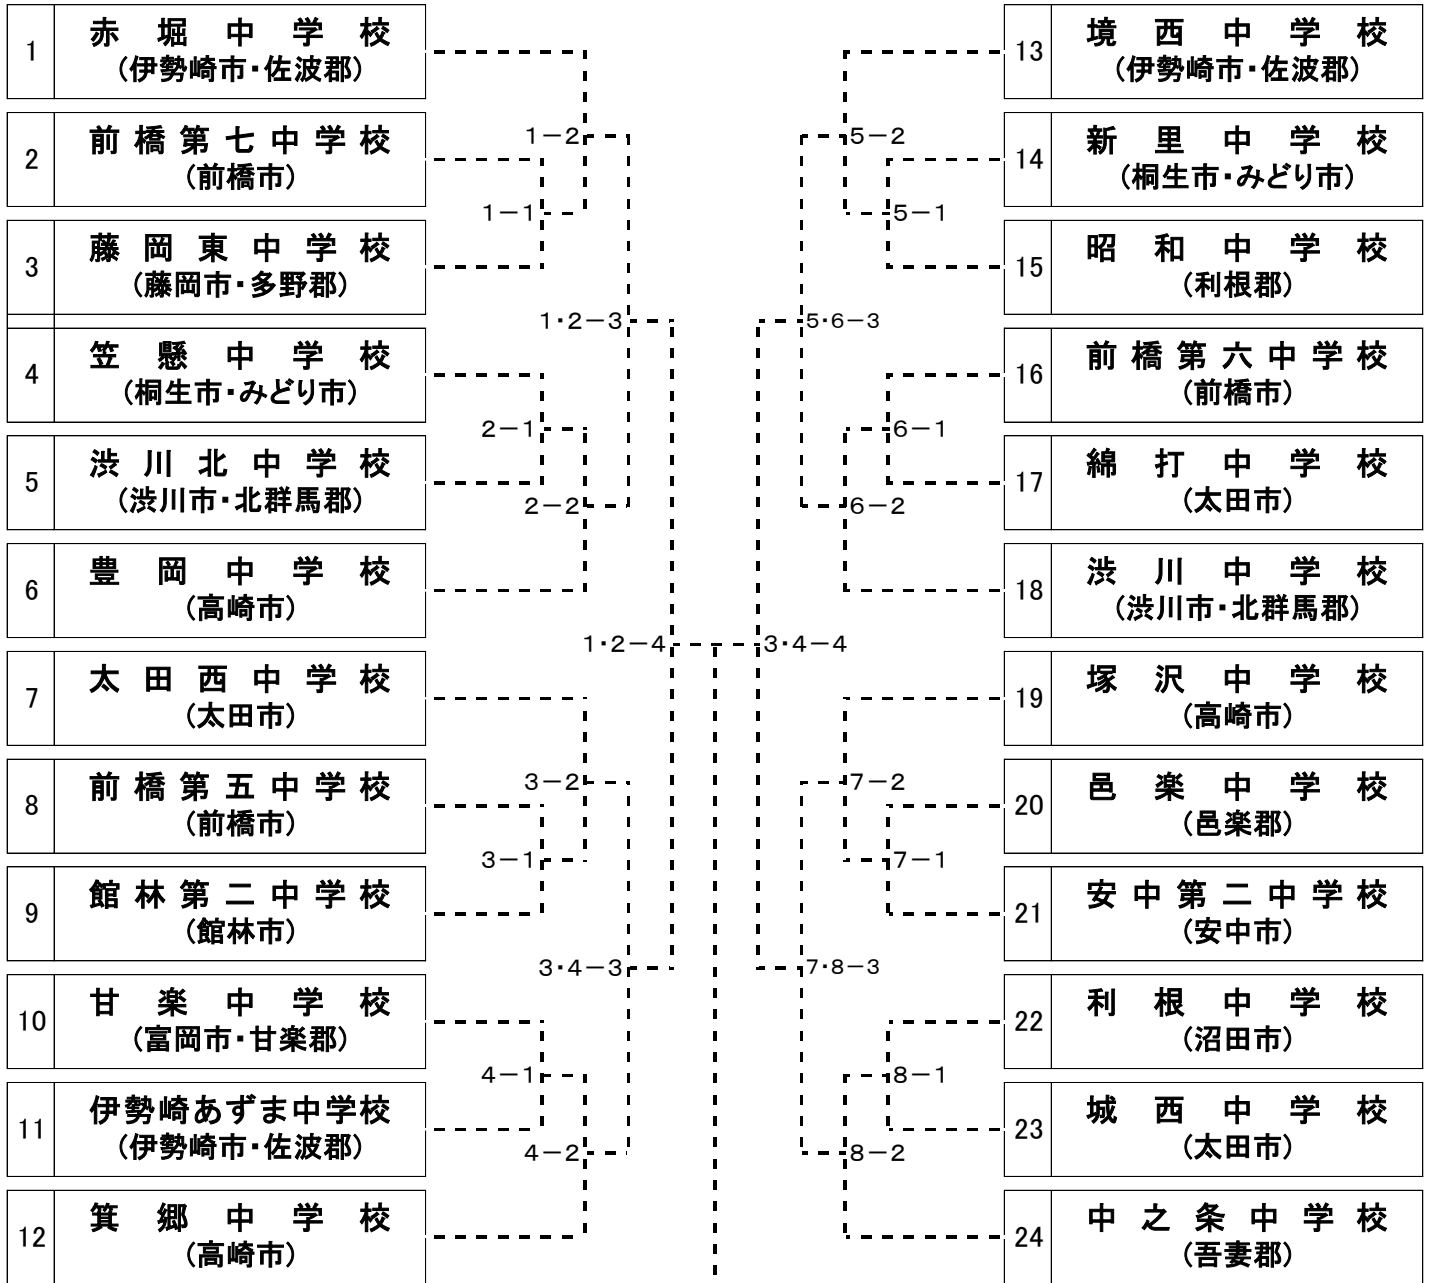 1
赤堀中学校
(伊勢崎市・佐波郡)
2
前橋第七中学校
(前橋市)
3
藤岡東中学校
(藤岡市・多野郡)
4
笠懸中学校
(桐生市・みどり市)
5
渋川北中学校
(渋川市・北群馬郡)
6
豊岡中学校
(高崎市)
7
太田西中学校
(太田市)
8
前橋第五中学校
(前橋市)
9
館林第二中学校
(館林市)
10
甘楽中学校
(富岡市・甘楽郡)
11
伊勢崎あずま中学校
(伊勢崎市・佐波郡)
12
箕郷中学校
(高崎市)
1-2
1-1
1・2-3
2-1
2-2
1・2-4
3-2
3-1
3・4-3
4-1
4-2
5-2
5-1
5・6-3
6-1
6-2
3・4-4
7-2
7-1
7・8-3
8-1
8-2
13
境西中学校
(伊勢崎市・佐波郡)
14
新里中学校
(桐生市・みどり市)
15
昭和中学校
(利根郡)
16
前橋第六中学校
(前橋市)
17
綿打中学校
(太田市)
18
渋川中学校
(渋川市・北群馬郡)
19
塚沢中学校
(高崎市)
20
邑楽中学校
(邑楽郡)
21
安中第二中学校
(安中市)
22
利根中学校
(沼田市)
23
城西中学校
(太田市)
24
中之条中学校
(吾妻郡)